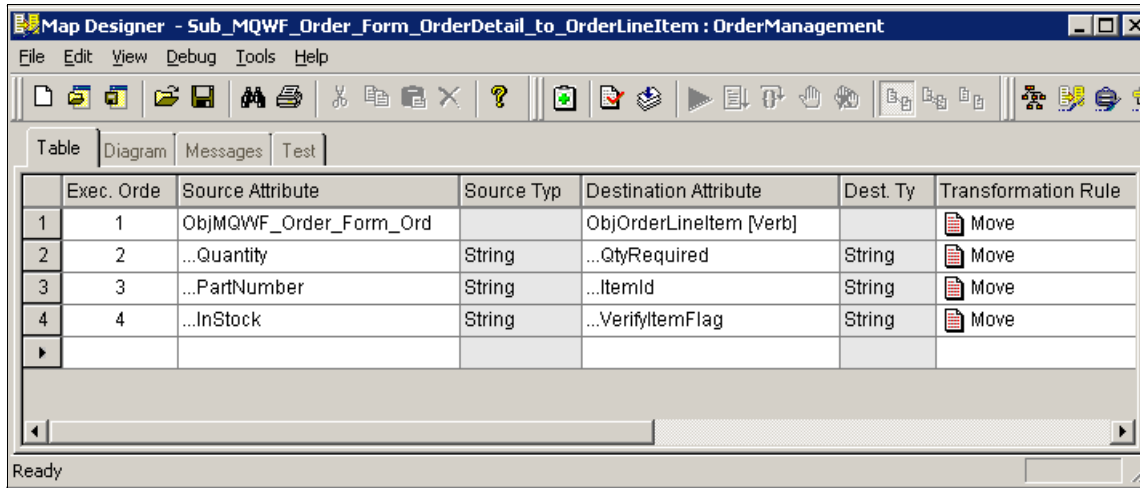 Map Designer - Sub_MQWF_Order_Form_OrderDetail_to_OrderLineItem : OrderManagement
File Edit View Debug Tools Help
Table Diagram Messages Test
Exec. Orde Source Attribute Source Typ Destination Attribute Dest. Ty Transformation Rule
1 1 ObjMQWF_Order_Form_Ord ObjOrderLineItem [Verb] Move
2 2 ...Quantity String ...QtyRequired String Move
3 3 ...PartNumber String ...ItemId String Move
4 4 ...InStock String ...VerifyItemFlag String Move
Ready